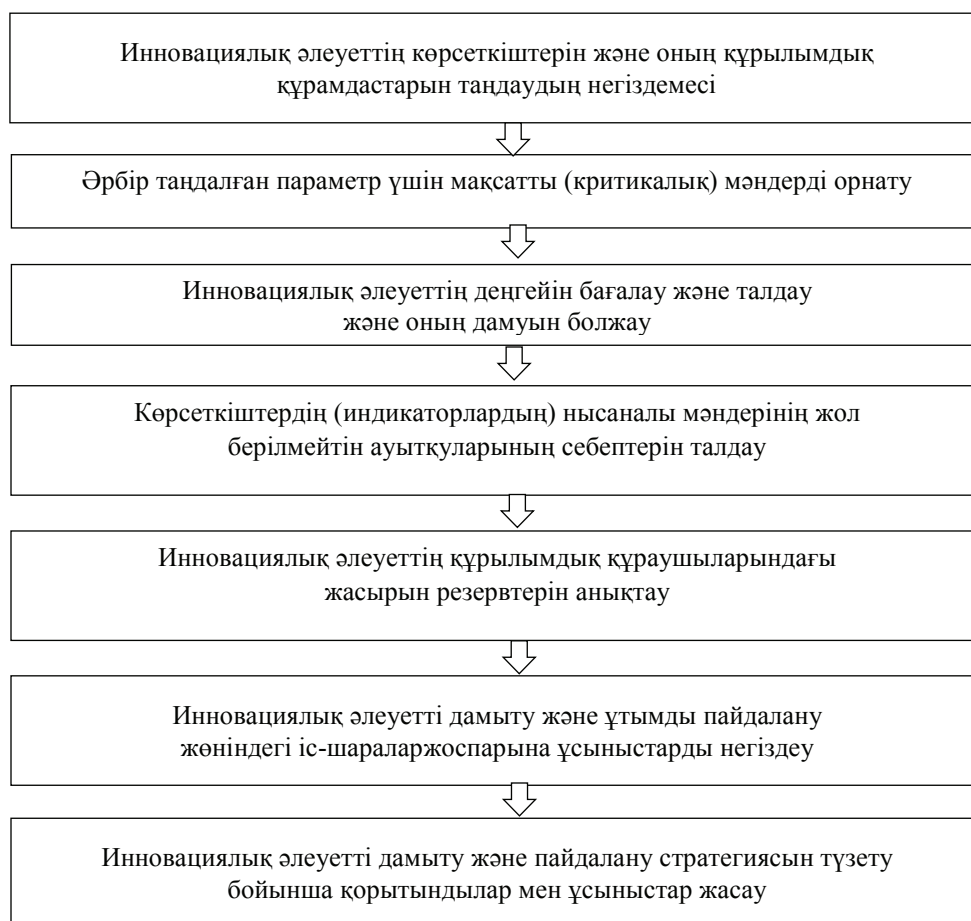 Инновациялық әлеуеттің көрсеткіштерін және оның құрылымдық
құрамдастарын таңдаудың негіздемесі
Әрбір таңдалған параметр үшін мақсатты (критикалық) мәндерді орнату
Инновациялық әлеуеттің деңгейін бағалау және талдау
және оның дамуын болжау
Көрсеткіштердің (индикаторлардың) нысаналы мәндерінің жол
берілмейтін ауытқуларының себептерін талдау
Инновациялық әлеуеттің құрылымдық құраушыларындағы
жасырын резервтерін анықтау
Инновациялық әлеуетті дамыту және ұтымды пайдалану
жөніндегі іс-шараларжоспарына ұсыныстарды негіздеу
Инновациялық әлеуетті дамыту және пайдалану стратегиясын түзету
бойынша қорытындылар мен ұсыныстар жасау